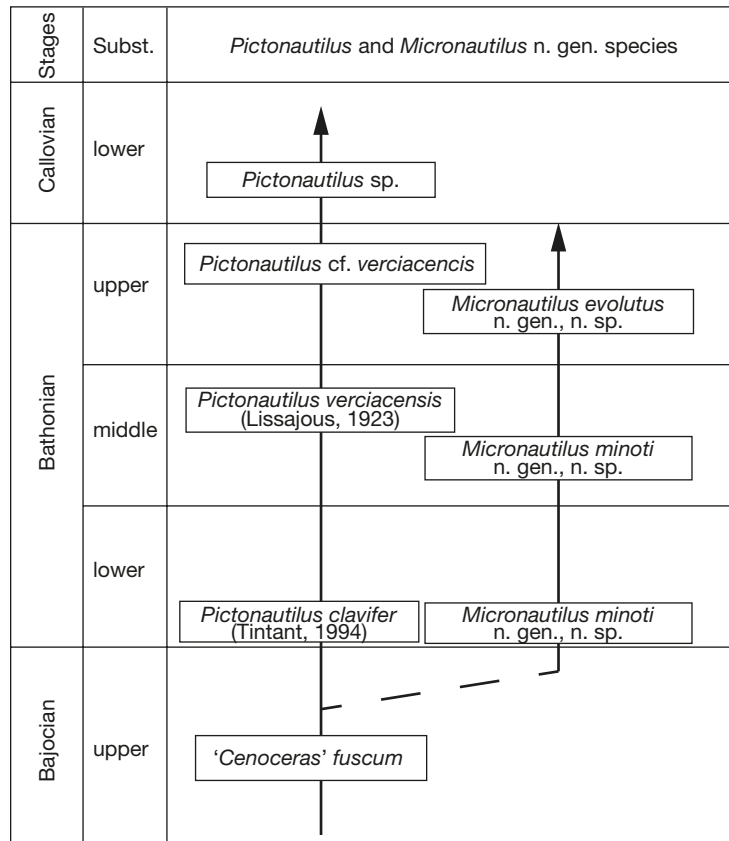 Stages
Subst.
Pictonautilus and Micronautilus n. gen. species
Callovian
lower
Pictonautilus sp.
Bathonian
upper
Pictonautilus cf. verciacencis
Micronautilus evolutus
n. gen., n. sp.
middle
Pictonautilus verciacensis
(Lissajous, 1923)
Micronautilus minoti
n. gen., n. sp.
lower
Pictonautilus clavifer
(Tintant, 1994)
Micronautilus minoti
n. gen., n. sp.
Bajocian
upper
‘Cenoceras’ fuscum